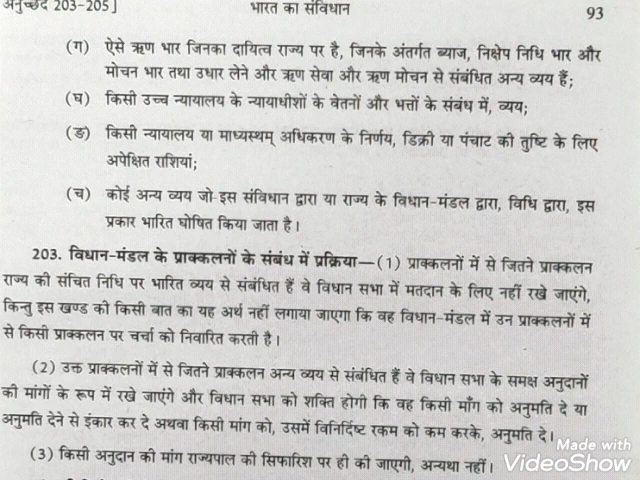 अनुच्छेद 203-205]
भारत का संविधान
93
(ग) ऐसे ऋण भार जिनका दायित्व राज्य पर है, जिनके अंतर्गत ब्याज, निक्षेप निधि भार और
मोचन भार तथा उधार लेने और ऋण सेवा और ऋण मोचन से संबंधित अन्य व्यय हैं;
(घ) किसी उच्च न्यायालय के न्यायाधीशों के वेतनों और भत्तों के संबंध में, व्यय;
(ङ) किसी न्यायालय या माध्यस्थम् अधिकरण के निर्णय, डिक्री या पंचाट की तुष्टि के लिए
अपेक्षित राशियां;
(च) कोई अन्य व्यय जो इस संविधान द्वारा या राज्य के विधान-मंडल द्वारा, विधि द्वारा, इस
प्रकार भारित घोषित किया जाता है।
203. विधान-मंडल के प्राक्कलनों के संबंध में प्रक्रिया—(1) प्राक्कलनों में से जितने प्राक्कलन
राज्य की संचित निधि पर भारित व्यय से संबंधित हैं वे विधान सभा में मतदान के लिए नहीं रखे जाएंगे,
किन्तु इस खण्ड की किसी बात का यह अर्थ नहीं लगाया जाएगा कि वह विधान-मंडल में उन प्राक्कलनों में
से किसी प्राक्कलन पर चर्चा को निवारित करती है।
(2) उक्त प्राक्कलनों में से जितने प्राक्कलन अन्य व्यय से संबंधित हैं वे विधान सभा के समक्ष अनुदानों
की मांगों के रूप में रखे जाएंगे और विधान सभा को शक्ति होगी कि वह किसी माँग को अनुमति दे या
अनुमति देने से इंकार कर दे अथवा किसी मांग को, उसमें विनिर्दिष्ट रकम को कम करके, अनुमति दे।
(3) किसी अनुदान की मांग राज्यपाल की सिफारिश पर ही की जाएगी, अन्यथा नहीं।
Made with
VideoShow